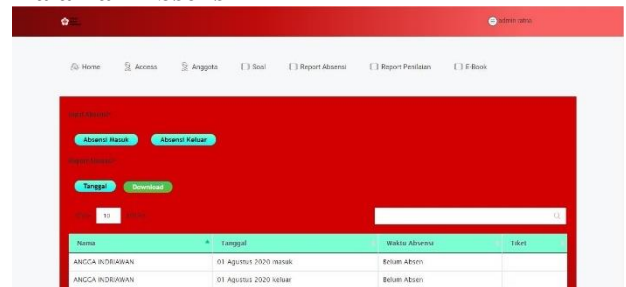 admin ratna
Home Access Anggota Soal Report Absensi Report Penilaian E-Book
Absensi Masuk Absensi Keluar
Tanggal Download
10
Nama Tanggal Waktu Absensi Tiket
ANGGA INDRIAWAN 01 Agustus 2020 masuk Belum Absen
ANGGA INDRIAWAN 01 Agustus 2020 keluar Belum Absen